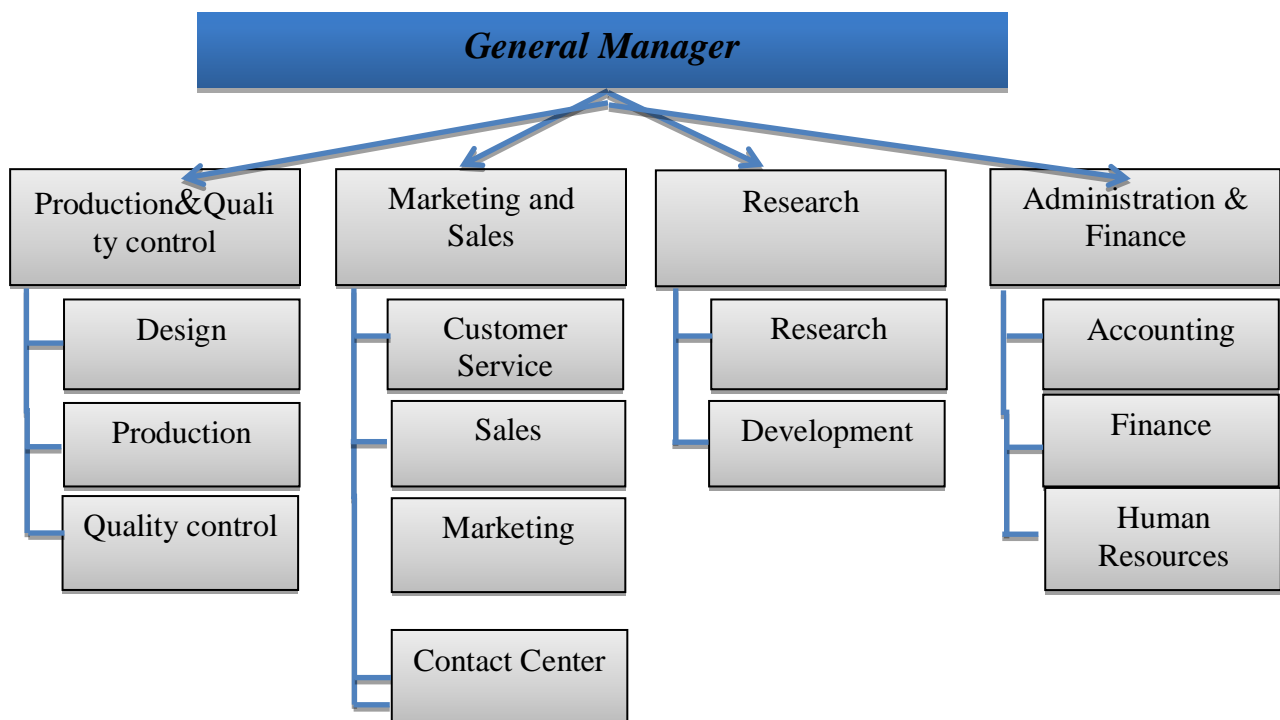 General Manager
Production&Quali
ty control
Marketing and
Sales
Research
Administration &
Finance
Design
Production
Quality control
Customer
Service
Sales
Marketing
Contact Center
Research
Development
Accounting
Finance
Human
Resources